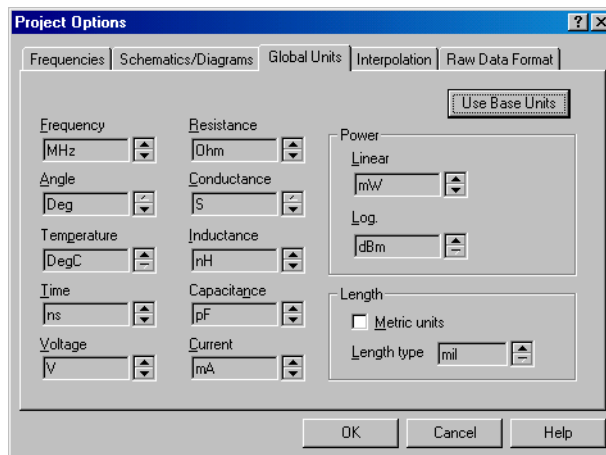 Project Options
Frequencies
Schematics/Diagrams
Global Units
Interpolation
Raw Data Format
Use Base Units
Frequency
MHz
Angle
Deg
Temperature
DegC
Time
ns
Voltage
V
Resistance
Ohm
Conductance
S
Inductance
nH
Capacitance
pF
Current
mA
Power
Linear
mW
Log.
dBm
Length
Metric units
Length type
mil
OK
Cancel
Help